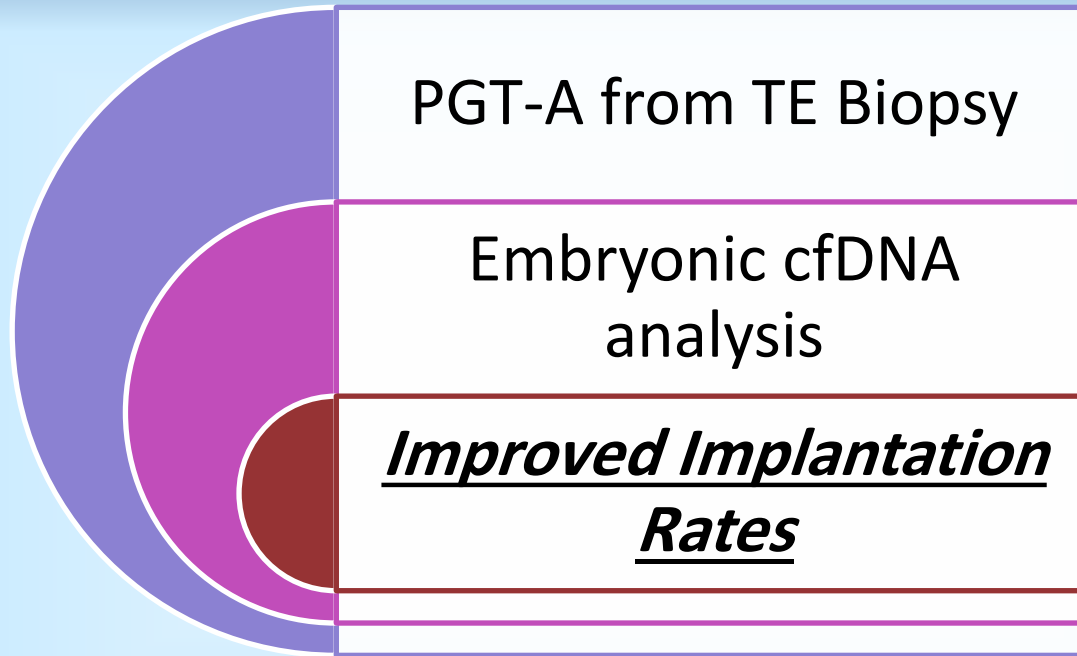 PGT-A from TE Biopsy
Embryonic cfDNA
analysis
Improved Implantation
Rates